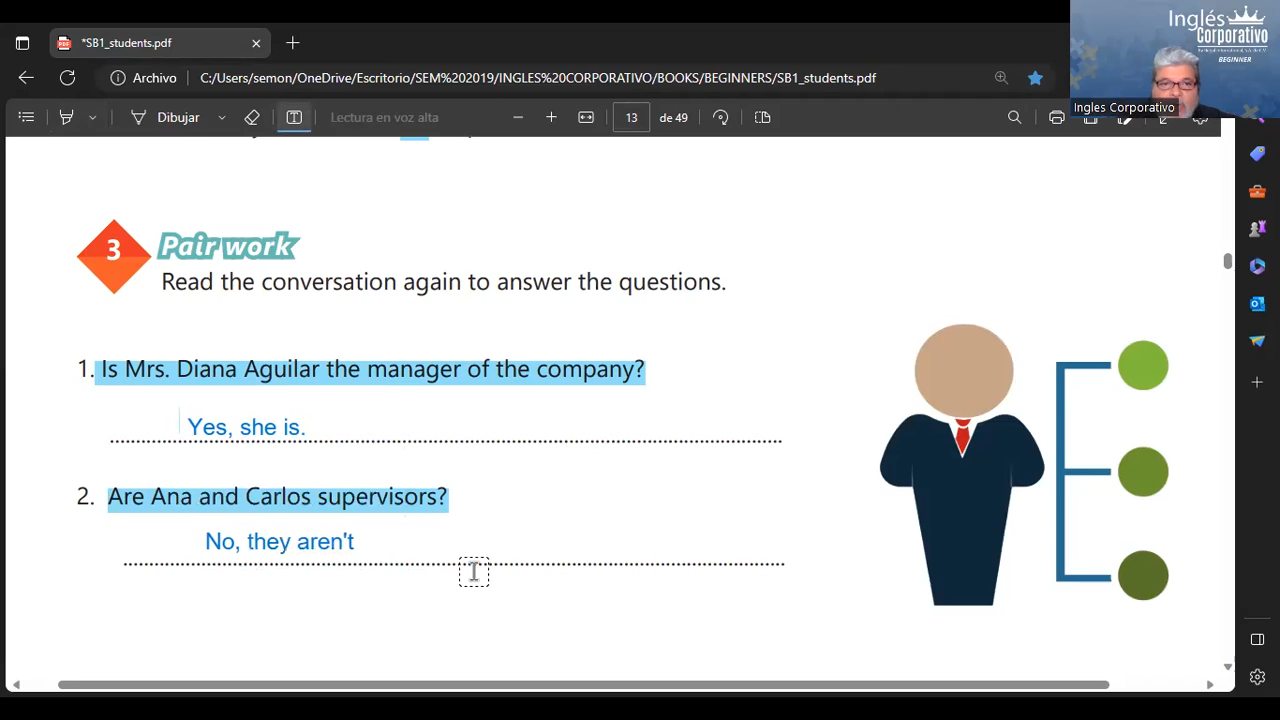 *SB1_students.pdf
Archivo
C:/Users/semon/OneDrive/Escritorio/SEM%202019/INGLES%20CORPORATIVO/BOOKS/BEGINNERS/SB1_students.pdf
Inglés
Corporativo
BEGINNER
Ingles Corporativo
Dibujar
Lectura en voz alta
13
de 49
3
Pair work
Read the conversation again to answer the questions.
1. Is Mrs. Diana Aguilar the manager of the company?
Yes, she is.
2. Are Ana and Carlos supervisors?
No, they aren't